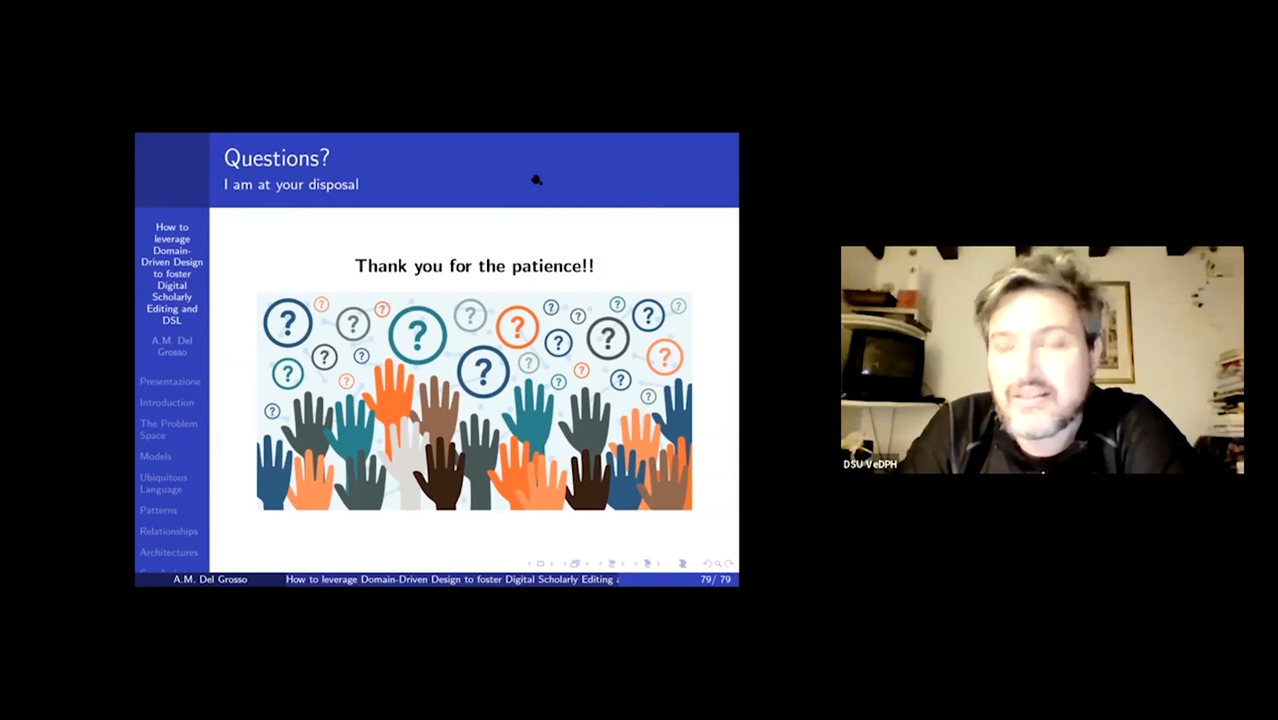 Questions?
I am at your disposal
How to
leverage
Domain-
Driven Design
to foster
Digital
Scholarly
Editing and
DSL
A.M. Del
Grosso
Presentazione
Introduction
The Problem
Space
Models
Ubiquitous
Language
Patterns
Relationships
Architectures
Thank you for the patience!!
? ? ? ? ? ? ? ? ? ? ? ? ? ? ? ? ? ? ? ? ? ? ? ?
A.M. Del Grosso
How to leverage Domain-Driven Design to foster Digital Scholarly Editing a
79/79
DSU VeDPH